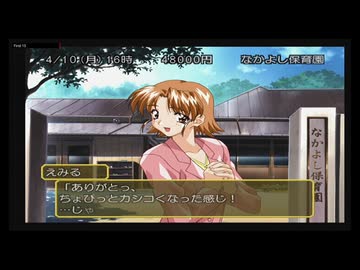 4/10(月)16時 48000円 なかよし保育園
なかよし保育園
えみる
「ありがとっ、
ちょびっとカシコくなった感じ!
…じゃ